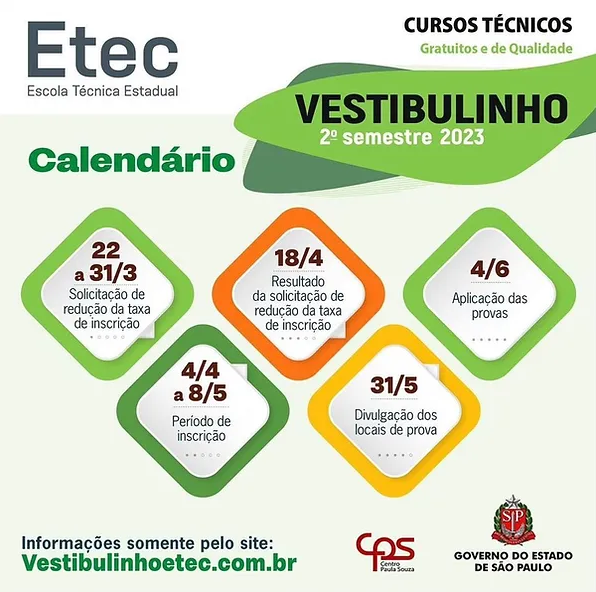 Etec
Escola Técnica Estadual
CURSOS TÉCNICOS
Gratuitos e de Qualidade
VESTIBULINHO
2º semestre 2023
Calendário
22
a 31/3
Solicitação de
redução da taxa
de inscrição
4/4
a 8/5
Período de
inscrição
18/4
Resultado
da solicitação de
redução da taxa
de inscrição
31/5
Divulgação dos
locais de prova
4/6
Aplicação das
provas
Informações somente pelo site:
Vestibulinhoetec.com.br
CPS
Centro
Paula Souza
SP
GOVERNO DO ESTADO
DE SÃO PAULO